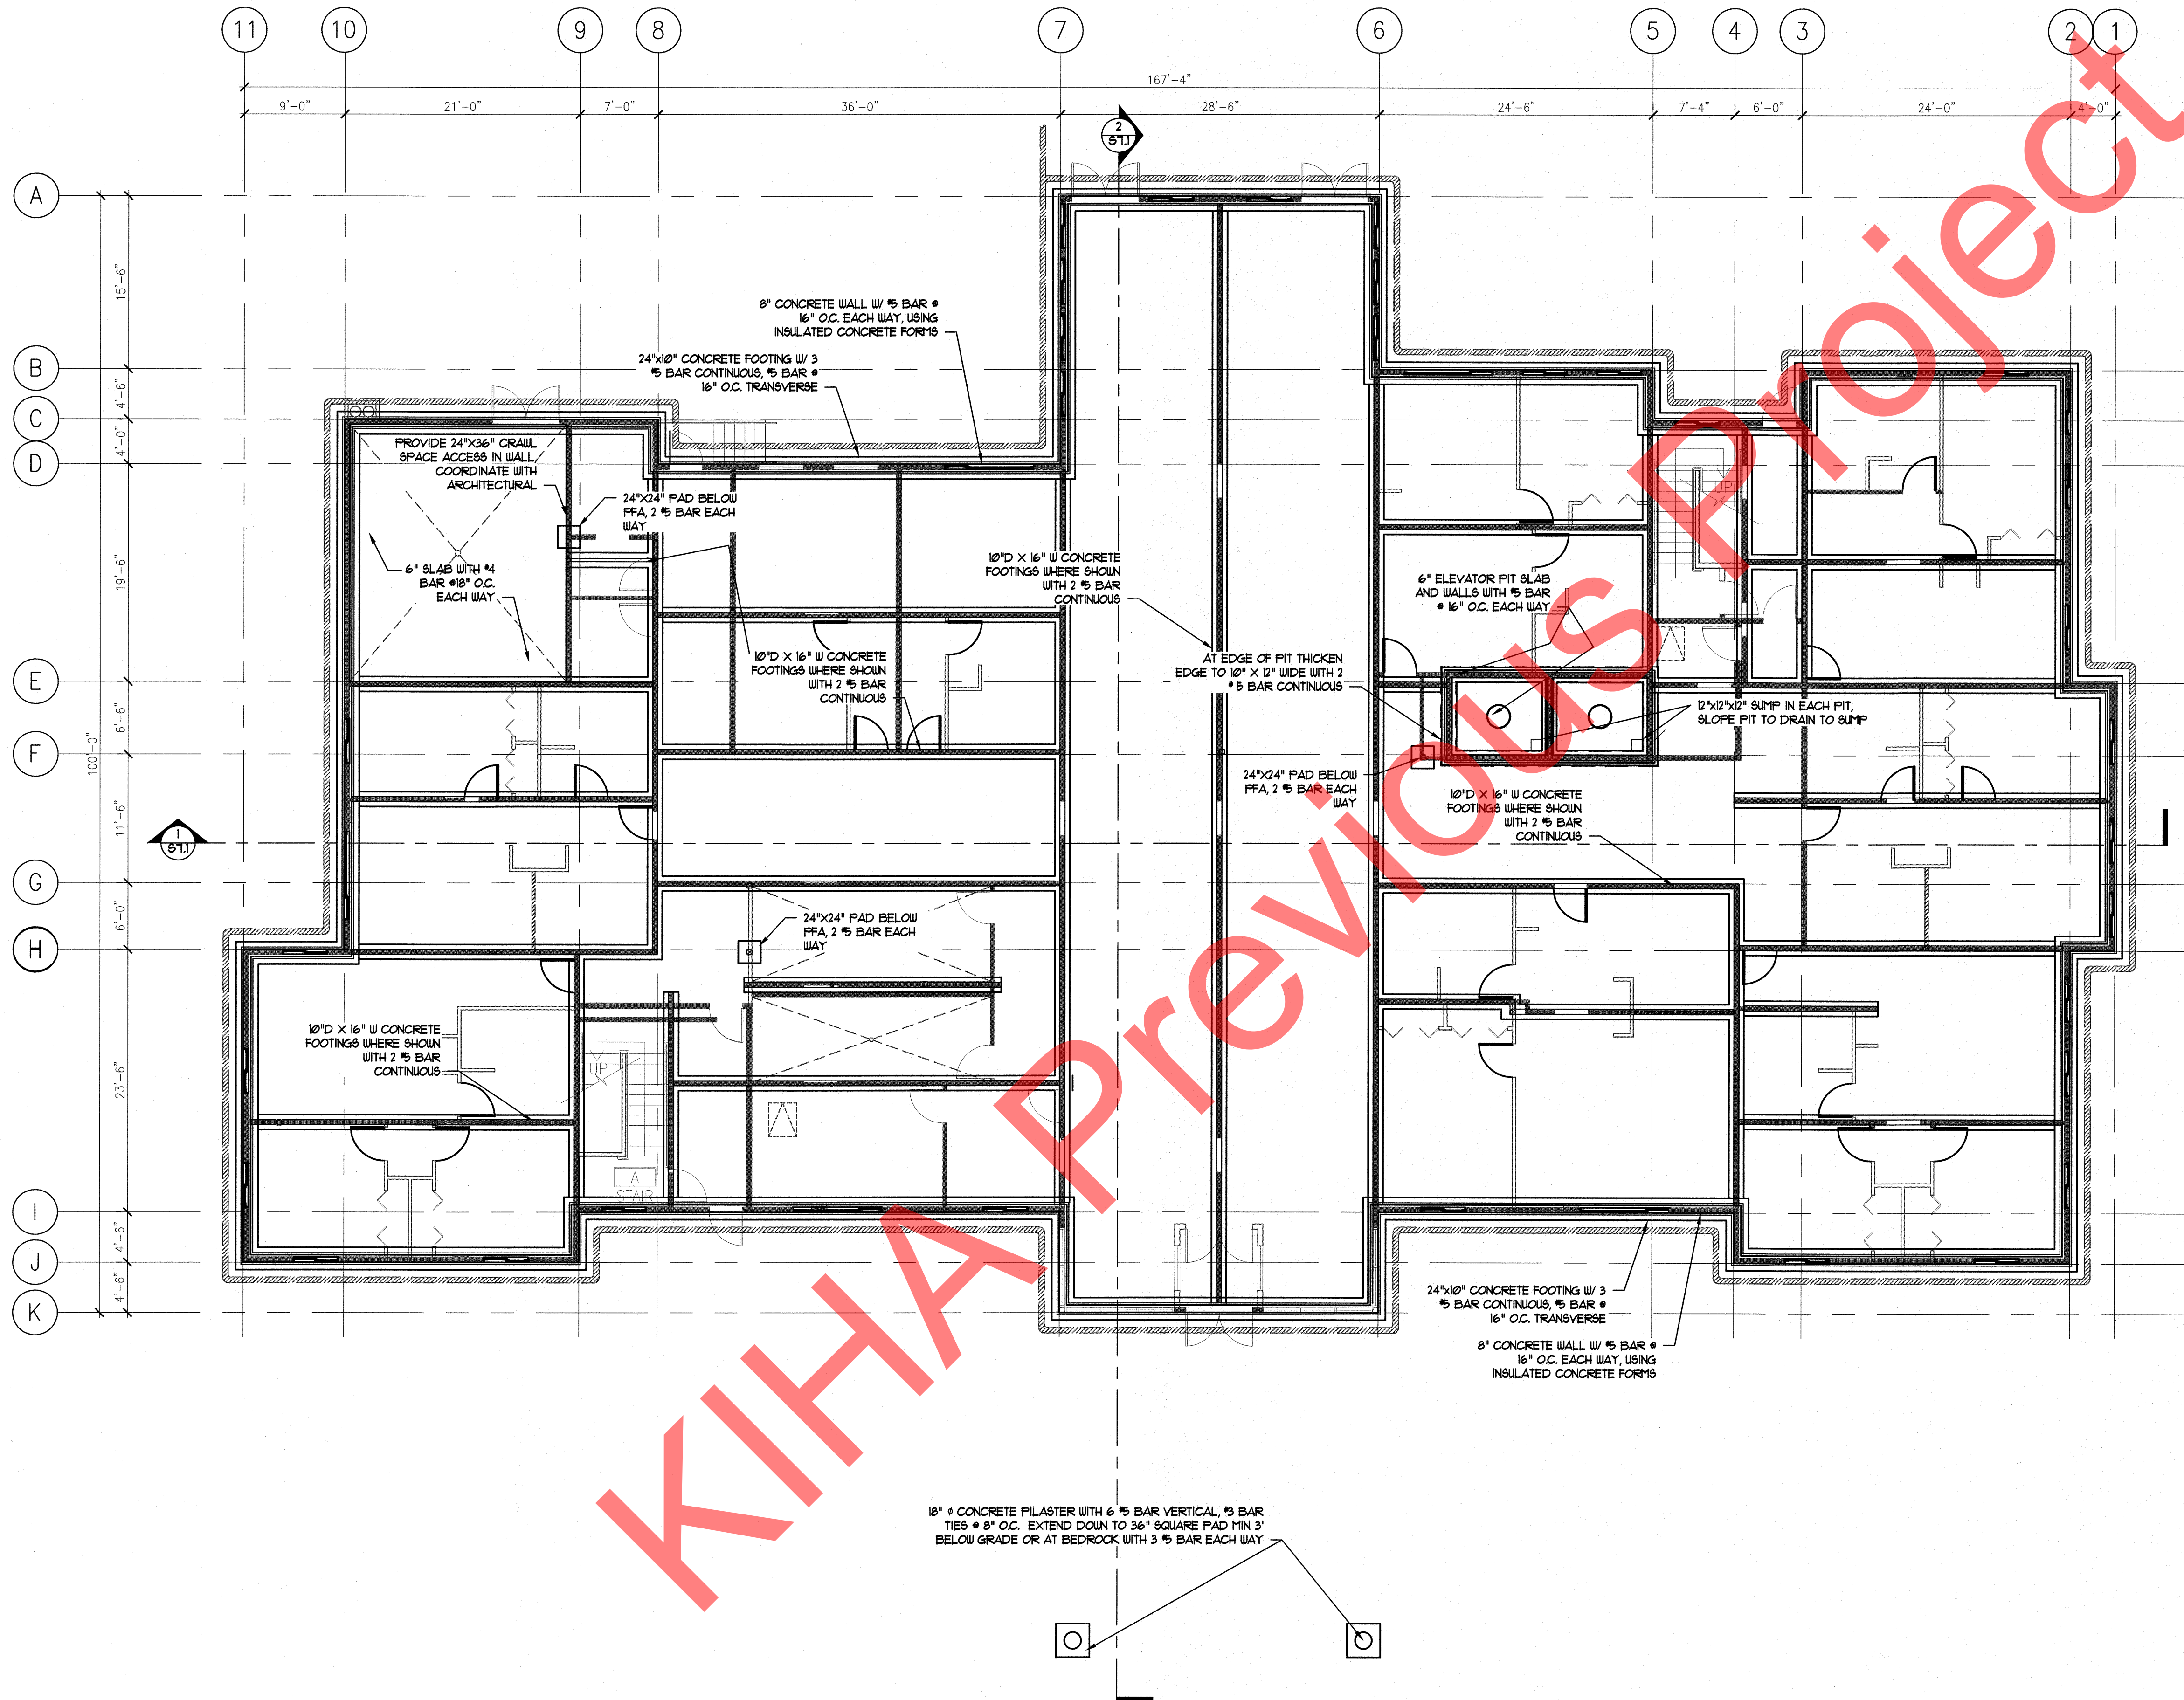 11 10 9 8 7 6 5 4 3 2 1
167'-4"
9'-0" 21'-0" 7'-0" 36'-0" 28'-6" 24'-6" 7'-4" 6'-0" 24'-0" 4'-0"
2
S7.1
A
15'-6"
B
4'-6"
C
4'-0"
D
19'-6"
E
6'-6"
F
100'-0"
11'-6"
G
6'-0"
H
23'-6"
I
4'-6"
J
4'-6"
K
1
S7.1
8" CONCRETE WALL W/ #5 BAR @
16" O.C. EACH WAY, USING
INSULATED CONCRETE FORMS
24"x10" CONCRETE FOOTING W/ 3
#5 BAR CONTINUOUS, #5 BAR @
16" O.C. TRANSVERSE
PROVIDE 24"X36" CRAWL
SPACE ACCESS IN WALL,
COORDINATE WITH
ARCHITECTURAL
24"X24" PAD BELOW
PFA, 2 #5 BAR EACH
WAY
6" SLAB WITH #4
BAR @18" O.C.
EACH WAY
10"D X 16" W CONCRETE
FOOTINGS WHERE SHOWN
WITH 2 #5 BAR
CONTINUOUS
10"D X 16" W CONCRETE
FOOTINGS WHERE SHOWN
WITH 2 #5 BAR
CONTINUOUS
6" ELEVATOR PIT SLAB
AND WALLS WITH #5 BAR
@ 16" O.C. EACH WAY
UP
AT EDGE OF PIT THICKEN
EDGE TO 10" X 12" WIDE WITH 2
# 5 BAR CONTINUOUS
12"x12"x12" SUMP IN EACH PIT,
SLOPE PIT TO DRAIN TO SUMP
24"X24" PAD BELOW
PFA, 2 #5 BAR EACH
WAY
10"D X 16" W CONCRETE
FOOTINGS WHERE SHOWN
WITH 2 #5 BAR
CONTINUOUS
24"X24" PAD BELOW
PFA, 2 #5 BAR EACH
WAY
10"D X 16" W CONCRETE
FOOTINGS WHERE SHOWN
WITH 2 #5 BAR
CONTINUOUS
UP
A
STAIR
24"x10" CONCRETE FOOTING W/ 3
#5 BAR CONTINUOUS, #5 BAR @
16" O.C. TRANSVERSE
8" CONCRETE WALL W/ #5 BAR @
16" O.C. EACH WAY, USING
INSULATED CONCRETE FORMS
18" ø CONCRETE PILASTER WITH 6 #5 BAR VERTICAL, #3 BAR
TIES @ 8" O.C. EXTEND DOWN TO 36" SQUARE PAD MIN 3'
BELOW GRADE OR AT BEDROCK WITH 3 #5 BAR EACH WAY
KIHA Previous Project